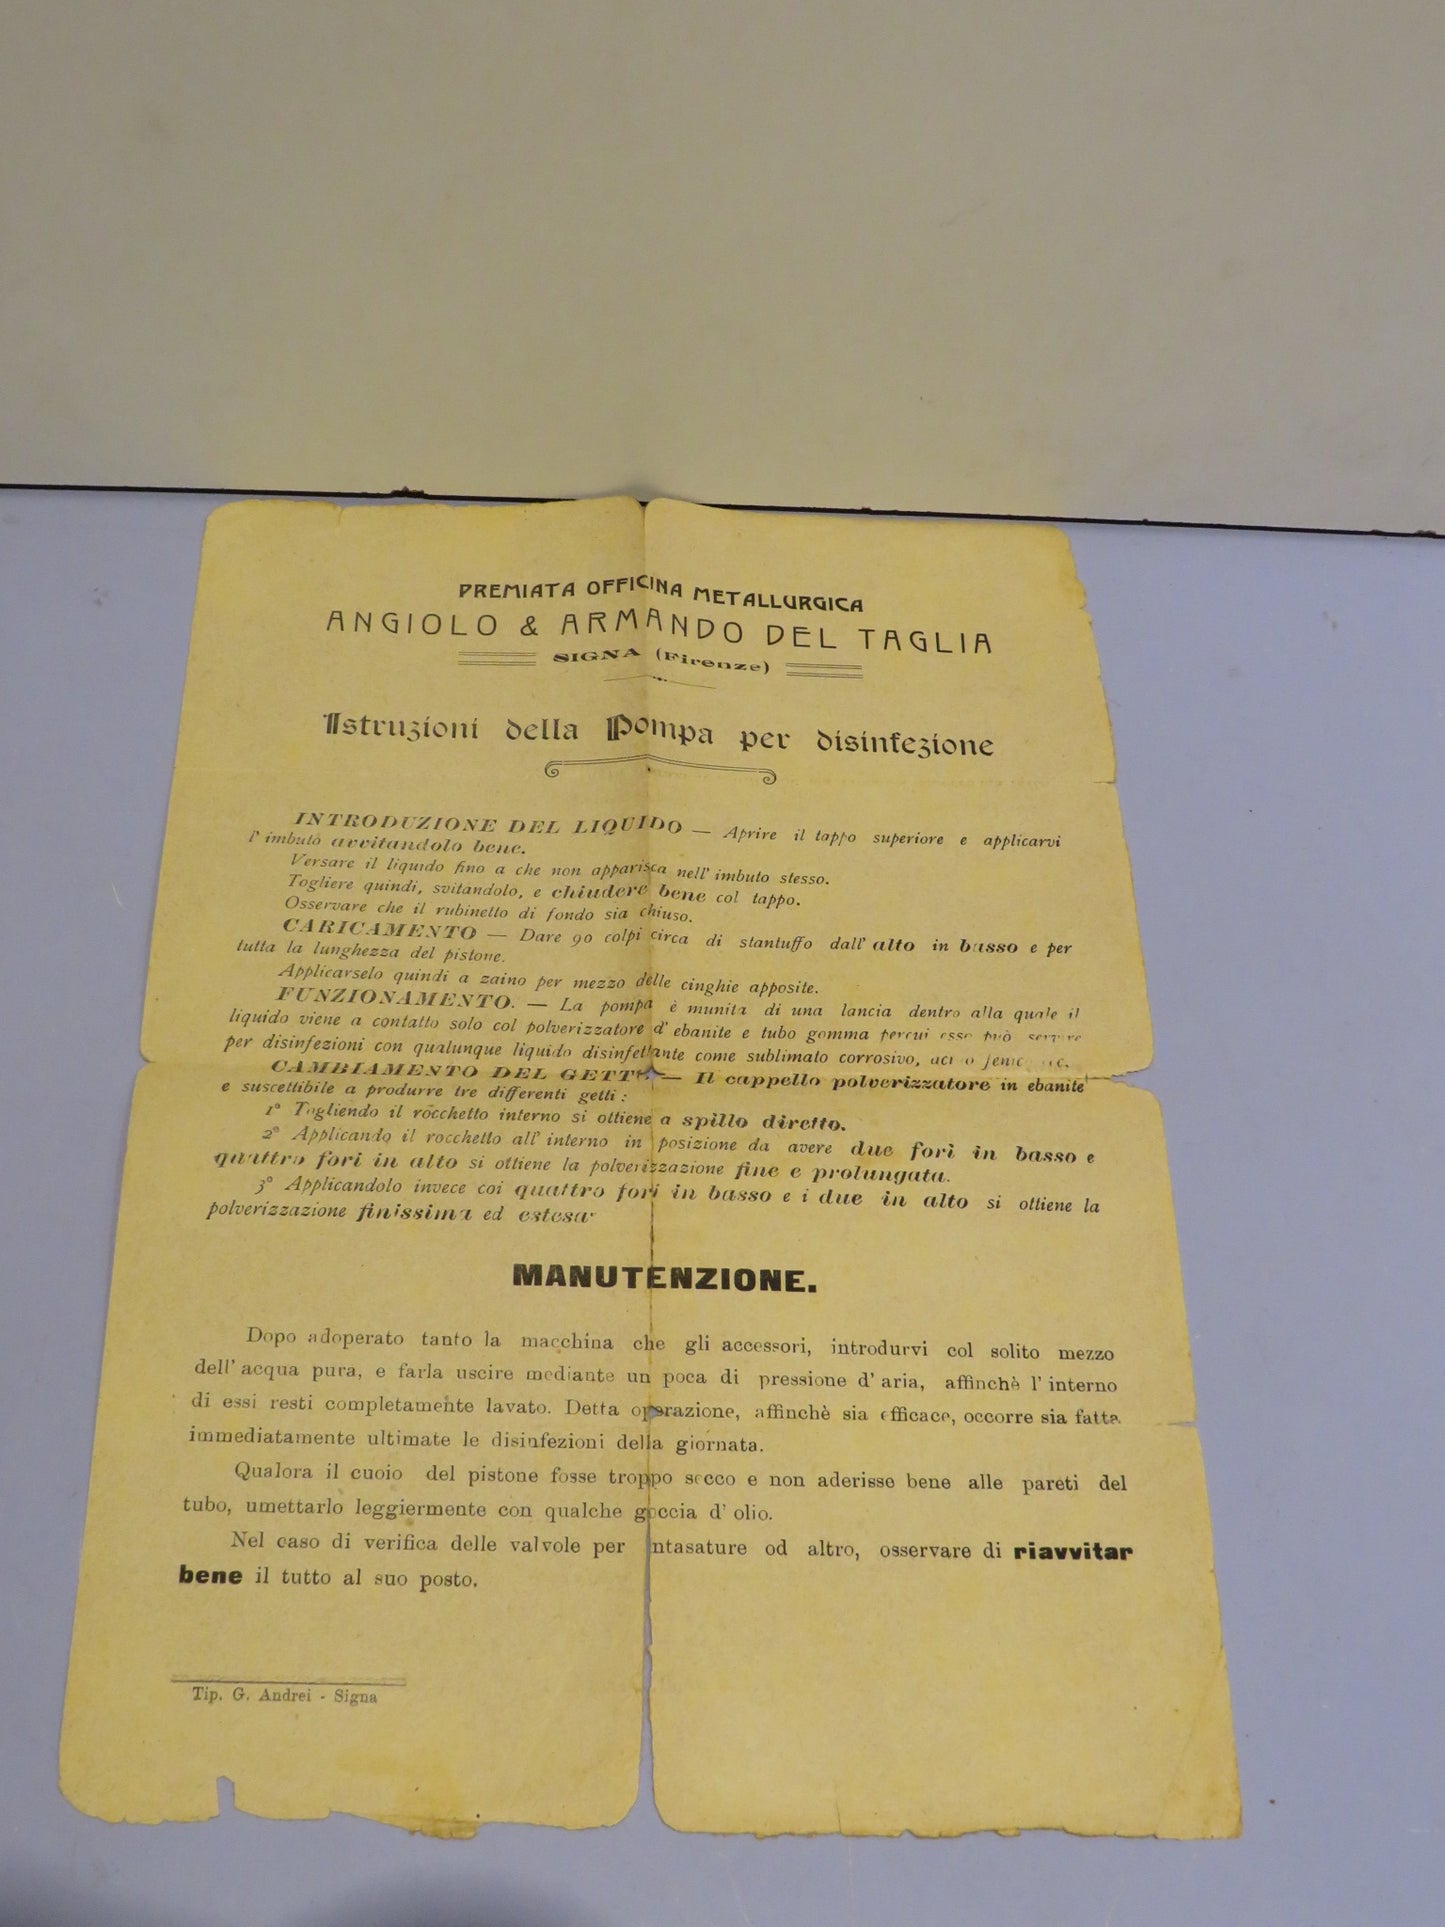 PREMIATA OFFICINA METALLURGICA
ANGIOLO & ARMANDO DEL TAGLIA
SIGNA (Firenze)
Istruzioni della Pompa per disinfezione
INTRODUZIONE DEL LIQUIDO — Aprire il tappo superiore e applicarvi
l' imbuto avvitandolo bene.
Versare il liquido fino a che non apparisca nell' imbuto stesso.
Togliere quindi, svitandolo, e chiudere bene col tappo.
Osservare che il rubinetto di fondo sia chiuso.
CARICAMENTO — Dare 90 colpi circa di stantuffo dall' alto in basso e per
tutta la lunghezza del pistone.
Applicarselo quindi a zaino per mezzo delle cinghie apposite.
FUNZIONAMENTO. — La pompa è munita di una lancia dentro alla quale il
liquido viene a contatto solo col polverizzatore d' ebanite e tubo gomma percui esso può servire
per disinfezioni con qualunque liquido disinfettante come sublimato corrosivo,
CAMBIAMENTO DEL GETTO — Il cappello polverizzatore in ebanite
e suscettibile a produrre tre differenti getti :
1° Togliendo il rocchetto interno si ottiene a spillo diretto.
2° Applicando il rocchetto all' interno in posizione da avere due fori in basso e
quattro fori in alto si ottiene la polverizzazione fine e prolungata.
3° Applicandolo invece coi quattro fori in basso e i due in alto si ottiene la
polverizzazione finissima ed estesa.
MANUTENZIONE.
Dopo adoperato tanto la macchina che gli accessori, introdurvi col solito mezzo
dell' acqua pura, e farla uscire mediante un poca di pressione d' aria, affinchè l' interno
di essi resti completamente lavato. Detta operazione, affinchè sia efficace, occorre sia fatta
immediatamente ultimate le disinfezioni della giornata.
Qualora il cuoio del pistone fosse troppo secco e non aderisse bene alle pareti del
tubo, umettarlo leggiermente con qualche goccia d' olio.
Nel caso di verifica delle valvole per intasature od altro, osservare di riavvitar
bene il tutto al suo posto.
Tip. G. Andrei - Signa